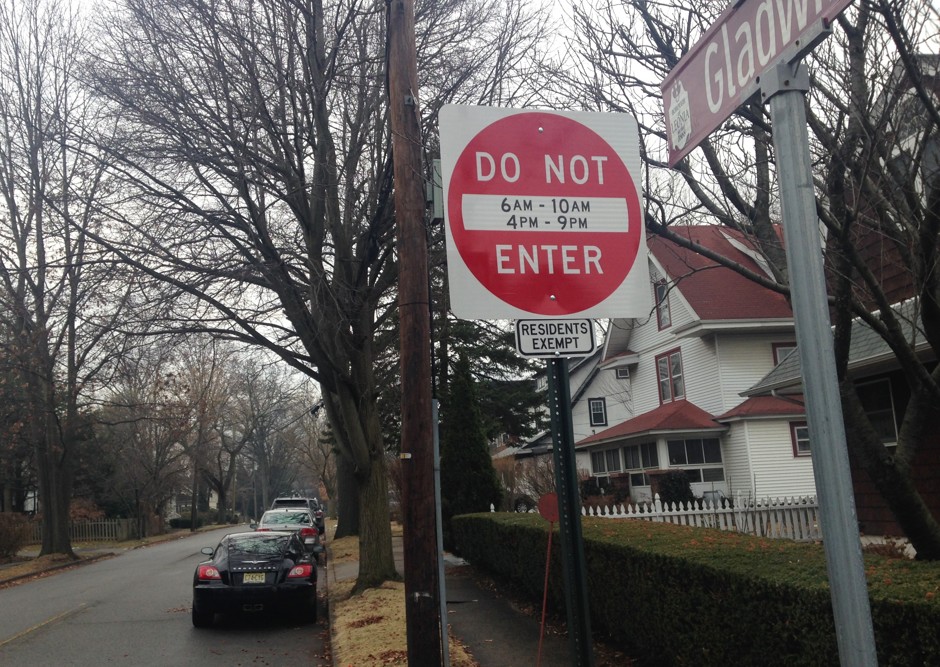 DO NOT
6AM - 10AM
4PM - 9PM
ENTER
RESIDENTS
EXEMPT